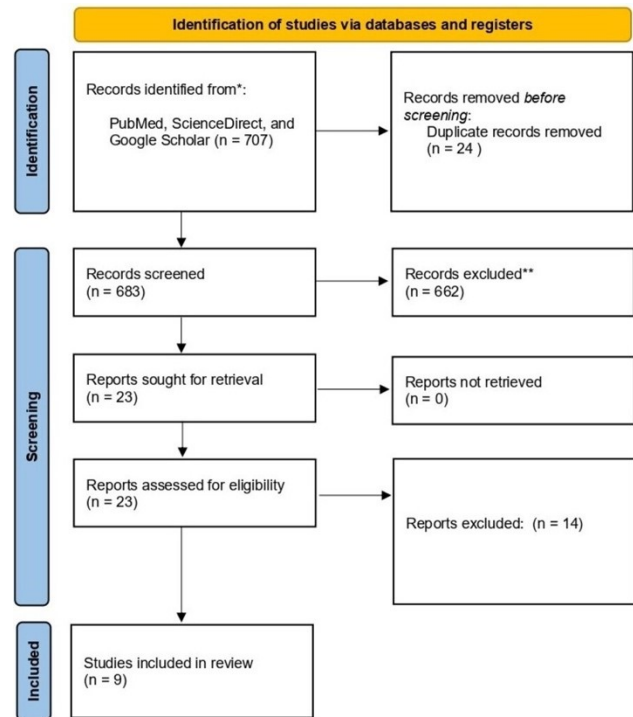 Identification of studies via databases and registers
Identification
Records identified from*:
PubMed, ScienceDirect, and
Google Scholar (n = 707)
Records removed before
screening:
Duplicate records removed
(n = 24 )
Screening
Records screened
(n = 683)
Records excluded**
(n = 662)
Reports sought for retrieval
(n = 23)
Reports not retrieved
(n = 0)
Reports assessed for eligibility
(n = 23)
Reports excluded: (n = 14)
Included
Studies included in review
(n = 9)